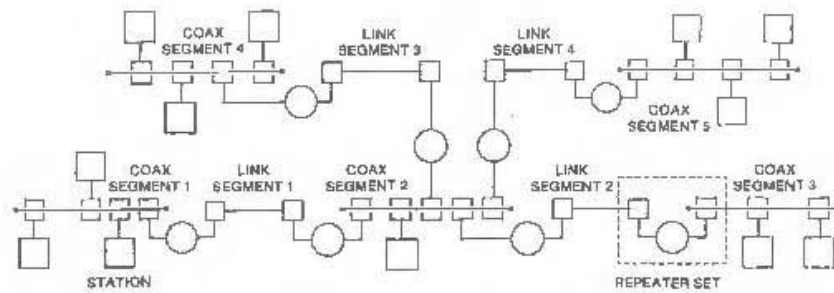 COAX
SEGMENT 4
LINK
SEGMENT 3
LINK
SEGMENT 4
COAX
SEGMENT 5
COAX
SEGMENT 1
LINK
SEGMENT 1
COAX
SEGMENT 2
LINK
SEGMENT 2
COAX
SEGMENT 3
STATION
REPEATER SET